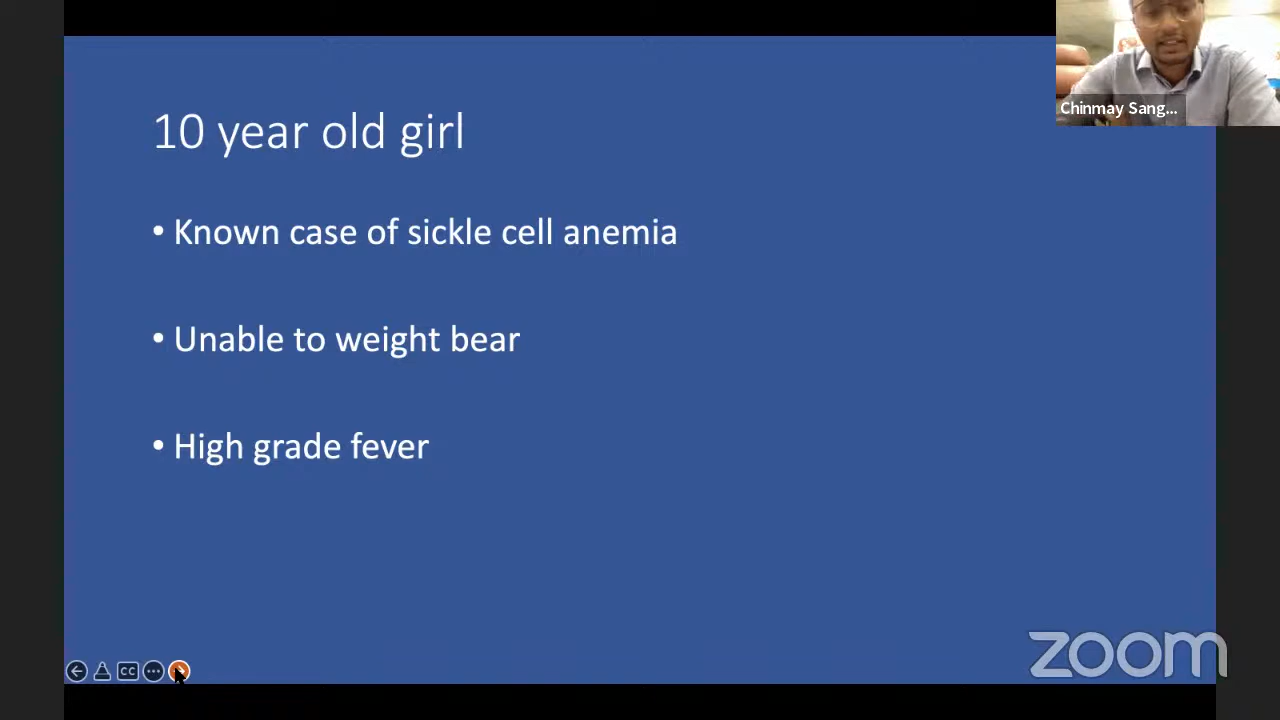 Chinmay Sang...
10 year old girl
• Known case of sickle cell anemia
• Unable to weight bear
• High grade fever
CC
zoom